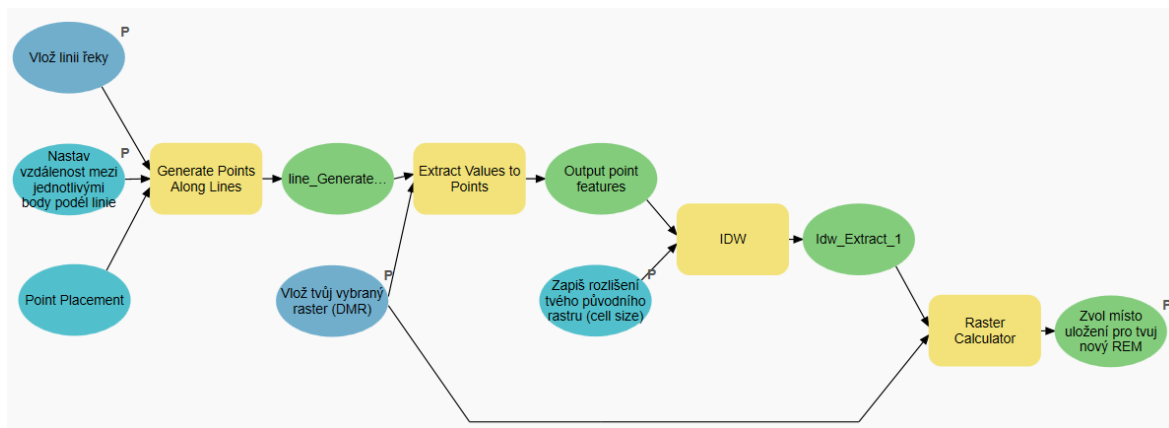 P
Vlož linii řeky
P
Nastav
vzdálenost mezi
jednotlivými
body podél linie
Generate Points
Along Lines
line_Generate...
Extract Values to
Points
Output point
features
IDW
Idw_Extract_1
Point Placement
P
Vlož tvůj vybraný
raster (DMR)
P
Zapiš rozlišení
tvého původního
rastru (cell size)
Raster
Calculator
P
Zvol místo
uložení pro tvuj
nový REM